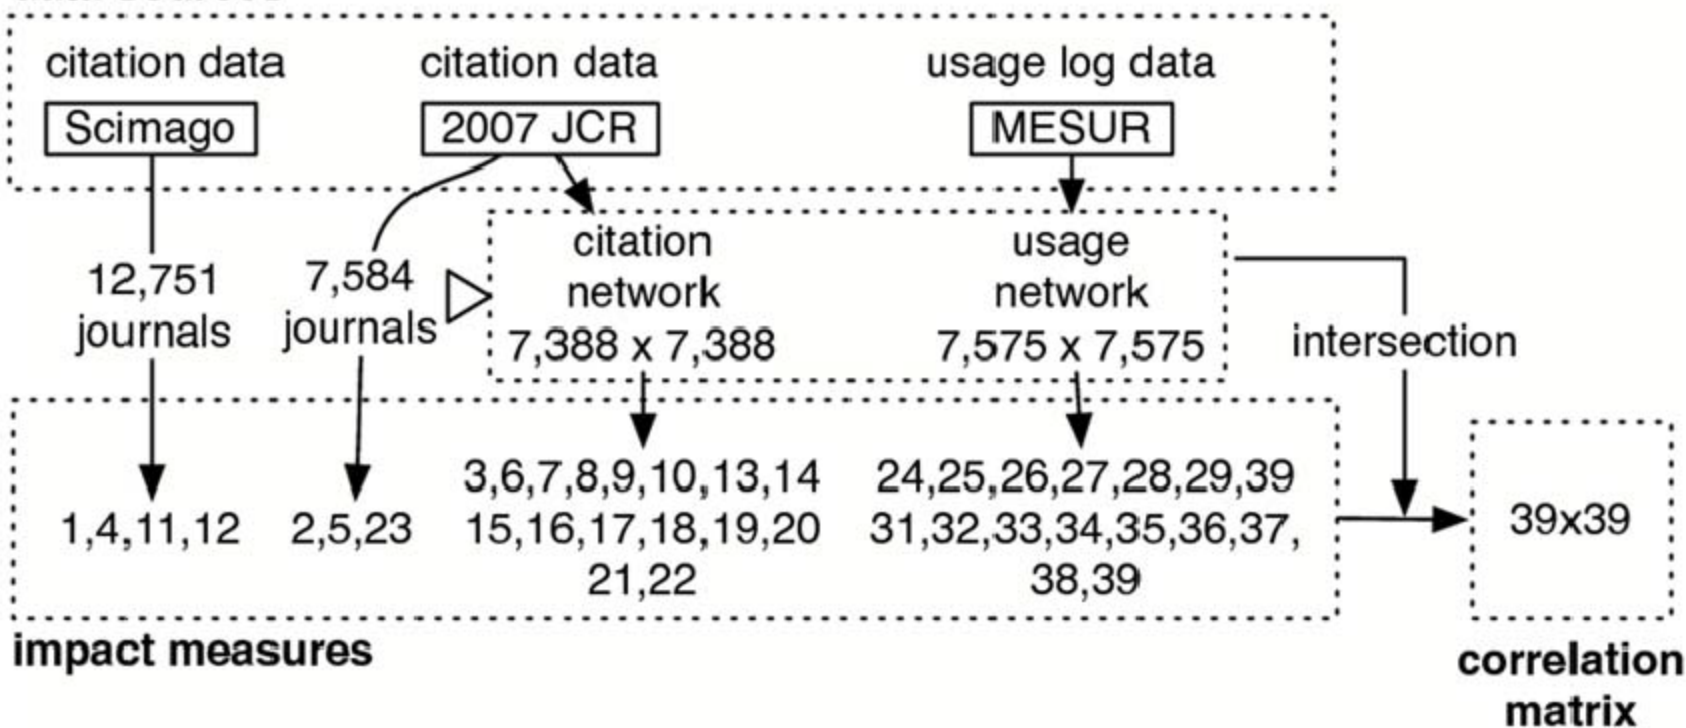 citation data
citation data
usage log data
Scimago
2007 JCR
MESUR
12,751
journals
7,584
journals
citation
network
7,388 x 7,388
usage
network
7,575 x 7,575
intersection
1,4,11,12
2,5,23
3,6,7,8,9,10,13,14
15,16,17,18,19,20
21,22
24,25,26,27,28,29,39
31,32,33,34,35,36,37,
38,39
39x39
impact measures
correlation
matrix